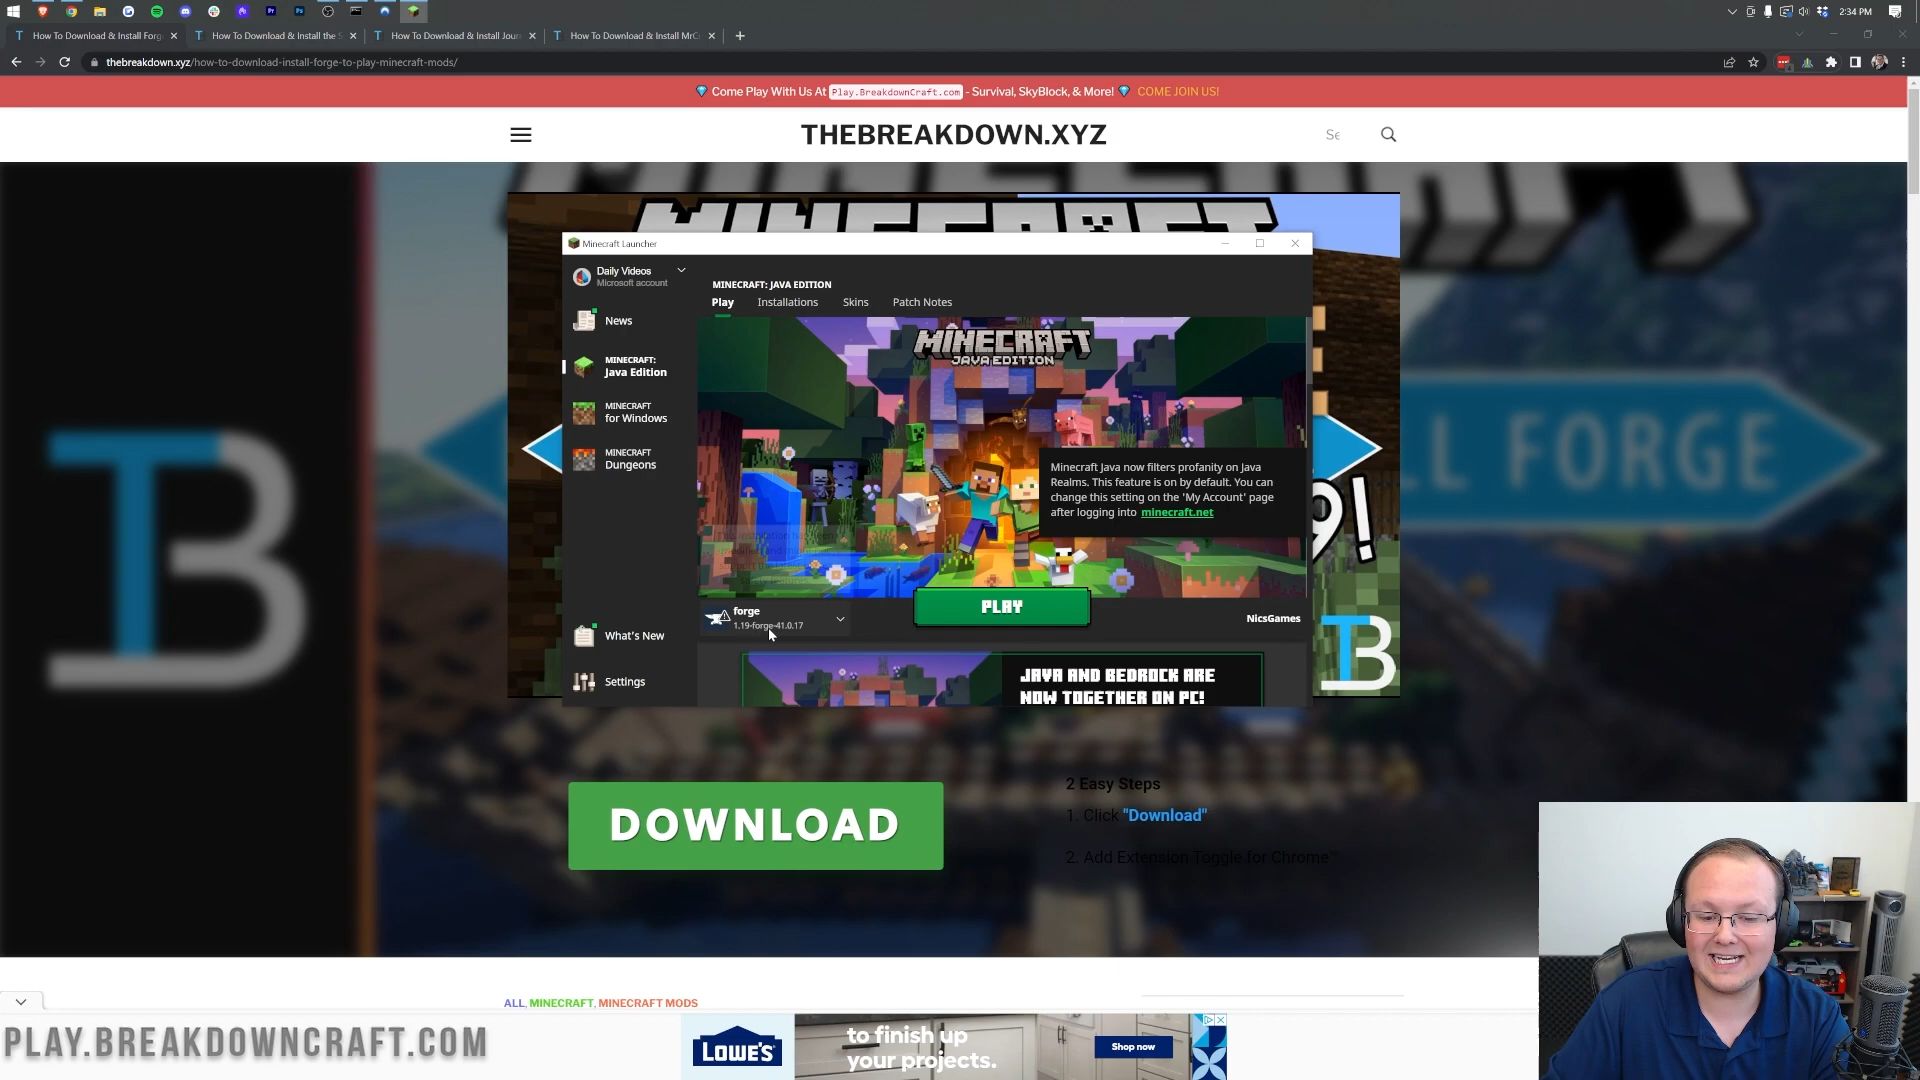 2:34 PM
How To Download & Install Forg
How To Download & Install the S
How To Download & Install Jour
How To Download & Install MrC
thebreakdown.xyz/how-to-download-install-forge-to-play-minecraft-mods/
Come Play With Us At Play.BreakdownCraft.com - Survival, SkyBlock, & More! COME JOIN US!
THEBREAKDOWN.XYZ
Se
Minecraft Launcher
Daily Videos
Microsoft account
News
MINECRAFT:
Java Edition
MINECRAFT
for Windows
MINECRAFT
Dungeons
What's New
Settings
MINECRAFT: JAVA EDITION
Play
Installations
Skins
Patch Notes
MINECRAFT
JAVA EDITION
Minecraft Java now filters profanity on Java
Realms. This feature is on by default. You can
change this setting on the 'My Account' page
after logging into minecraft.net
forge
1.19-forge-41.0.17
PLAY
NicsGames
JAVA AND BEDROCK ARE
NOW TOGETHER ON PC!
LL FORGE
TB
DOWNLOAD
2 Easy Steps
1. Click "Download"
2. Add Extension Toggle for Chrome™
ALL, MINECRAFT, MINECRAFT MODS
PLAY.BREAKDOWNCRAFT.COM
LOWE'S
to finish up
your projects.
Shop now